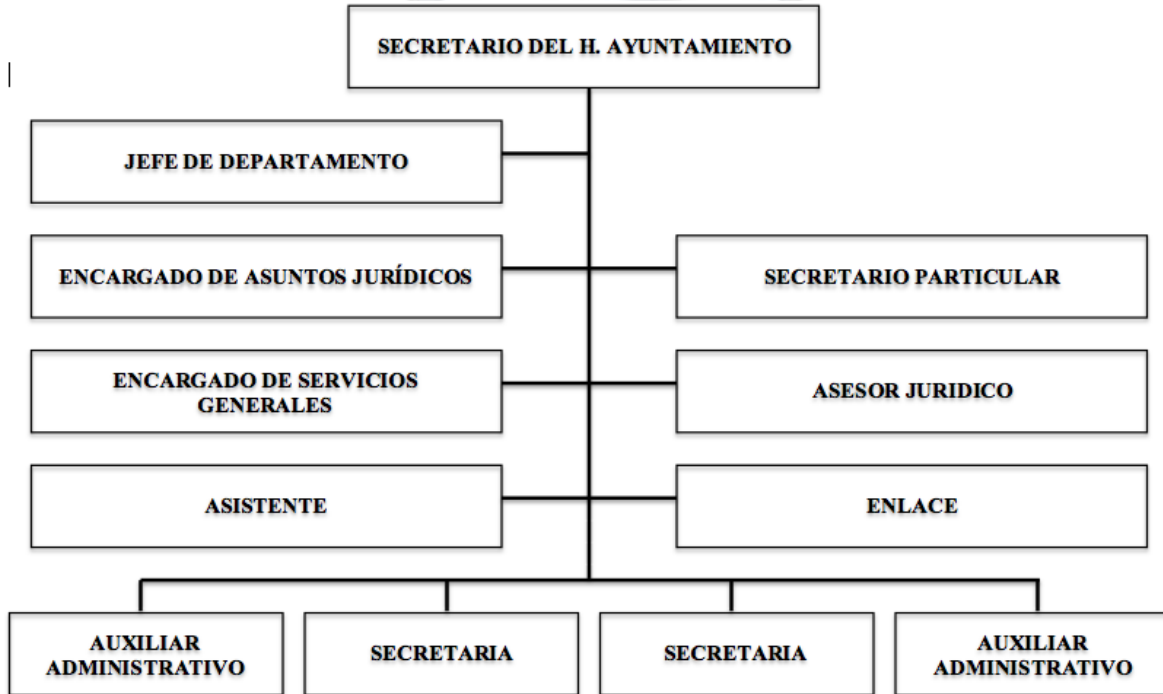 SECRETARIO DEL H. AYUNTAMIENTO
JEFE DE DEPARTAMENTO
ENCARGADO DE ASUNTOS JURÍDICOS
SECRETARIO PARTICULAR
ENCARGADO DE SERVICIOS
GENERALES
ASESOR JURIDICO
ASISTENTE
ENLACE
AUXILIAR
ADMINISTRATIVO
SECRETARIA
SECRETARIA
AUXILIAR
ADMINISTRATIVO